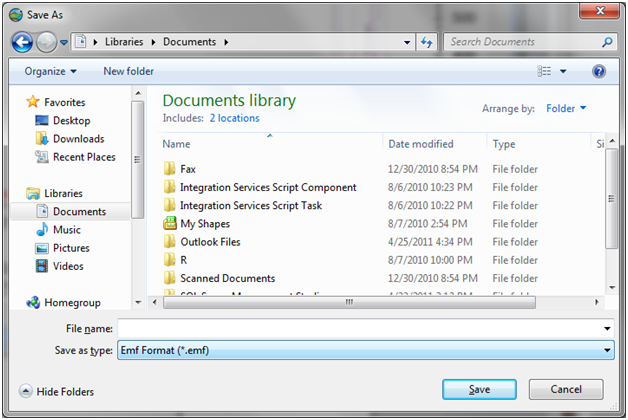 Save As
Libraries Documents
Search Documents
Organize New folder
Favorites
Desktop
Downloads
Recent Places
Libraries
Documents
Music
Pictures
Videos
Homegroup
Documents library
Includes: 2 locations
Arrange by: Folder
Name Date modified Type Si
Fax 12/30/2010 8:54 PM File folder
Integration Services Script Component 8/6/2010 10:23 PM File folder
Integration Services Script Task 8/6/2010 10:22 PM File folder
My Shapes 8/7/2010 2:54 PM File folder
Outlook Files 4/25/2011 4:34 PM File folder
R 8/7/2010 10:00 PM File folder
Scanned Documents 12/30/2010 8:54 PM File folder
File name:
Save as type: Emf Format (*.emf)
Hide Folders
Save Cancel